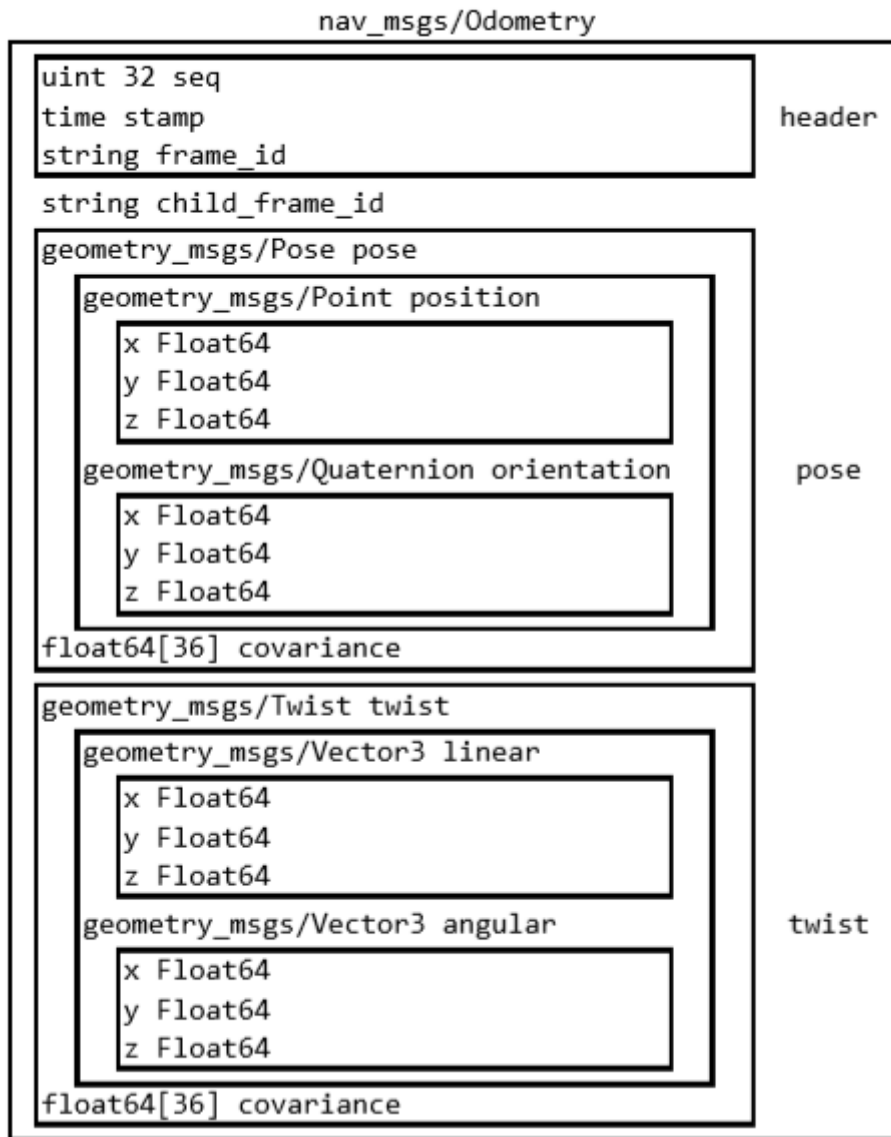 nav_msgs/Odometry
uint 32 seq
time stamp
header
string frame_id
string child_frame_id
geometry_msgs/Pose pose
geometry_msgs/Point position
x Float64
y Float64
z Float64
geometry_msgs/Quaternion orientation
pose
x Float64
y Float64
z Float64
float64[36] covariance
geometry_msgs/Twist twist
geometry_msgs/Vector3 linear
x Float64
y Float64
z Float64
geometry_msgs/Vector3 angular
twist
x Float64
y Float64
z Float64
float64[36] covariance